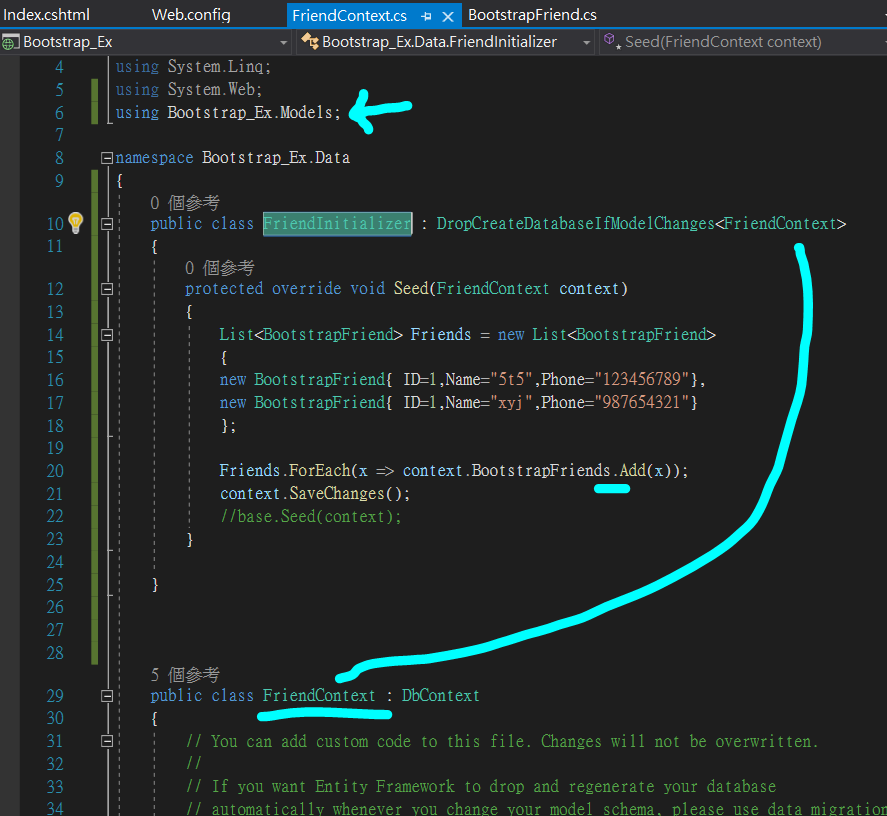 Index.cshtml Web.config FriendContext.cs BootstrapFriend.cs
Bootstrap_Ex Bootstrap_Ex.Data.FriendInitializer Seed(FriendContext context)
4 using System.Linq;
5 using System.Web;
6 using Bootstrap_Ex.Models;
7
8 namespace Bootstrap_Ex.Data
9 {
0 個參考
10 public class FriendInitializer : DropCreateDatabaseIfModelChanges<FriendContext>
11 {
0 個參考
12 protected override void Seed(FriendContext context)
13 {
14 List<BootstrapFriend> Friends = new List<BootstrapFriend>
15 {
16 new BootstrapFriend{ ID=1,Name="5t5",Phone="123456789"},
17 new BootstrapFriend{ ID=1,Name="xyj",Phone="987654321"}
18 };
19
20 Friends.ForEach(x => context.BootstrapFriends.Add(x));
21 context.SaveChanges();
22 //base.Seed(context);
23 }
24
25 }
26
27
28
5 個參考
29 public class FriendContext : DbContext
30 {
31 // You can add custom code to this file. Changes will not be overwritten.
32 //
33 // If you want Entity Framework to drop and regenerate your database
34 // automatically whenever you change your model schema, please use data migration